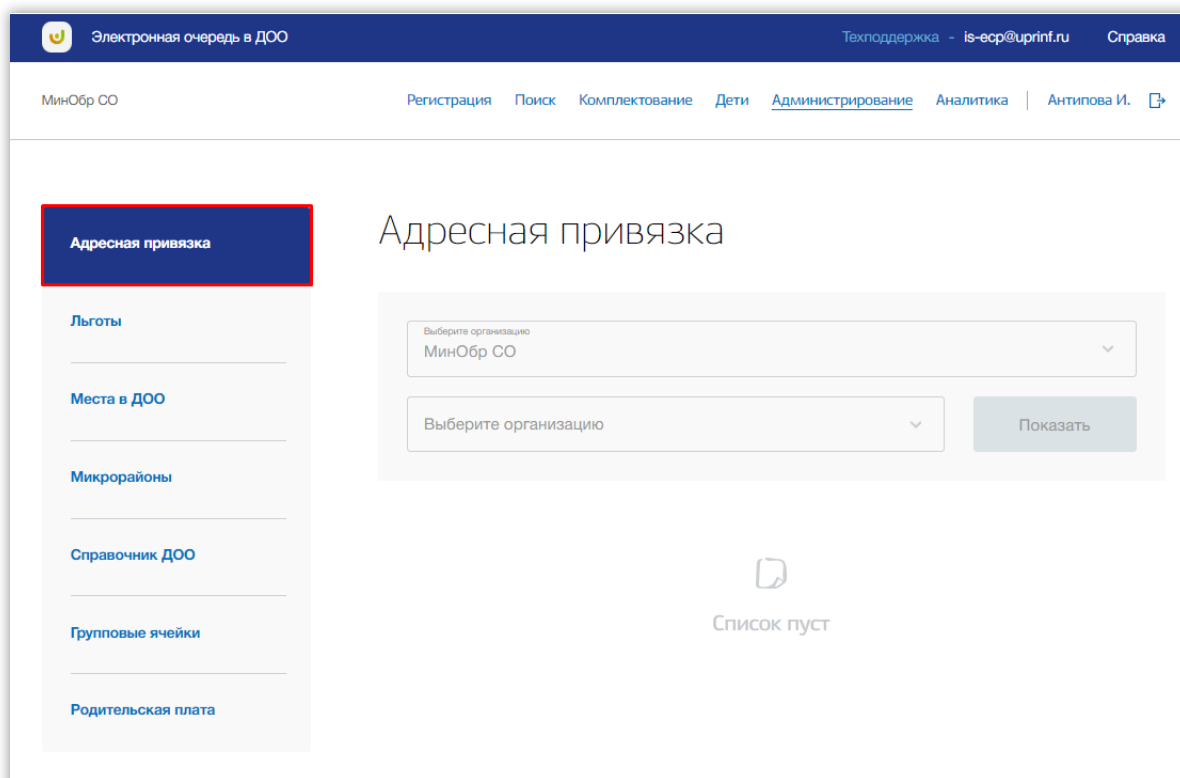 Электронная очередь в ДОО
Техподдержка - is-ecp@uprinf.ru Справка
МинОбр СО
Регистрация Поиск Комплектование Дети Администрирование Аналитика Антипова И.
Адресная привязка
Льготы
Места в ДОО
Микрорайоны
Справочник ДОО
Групповые ячейки
Родительская плата
Адресная привязка
Выберите организацию
МинОбр СО
Выберите организацию
Показать
Список пуст